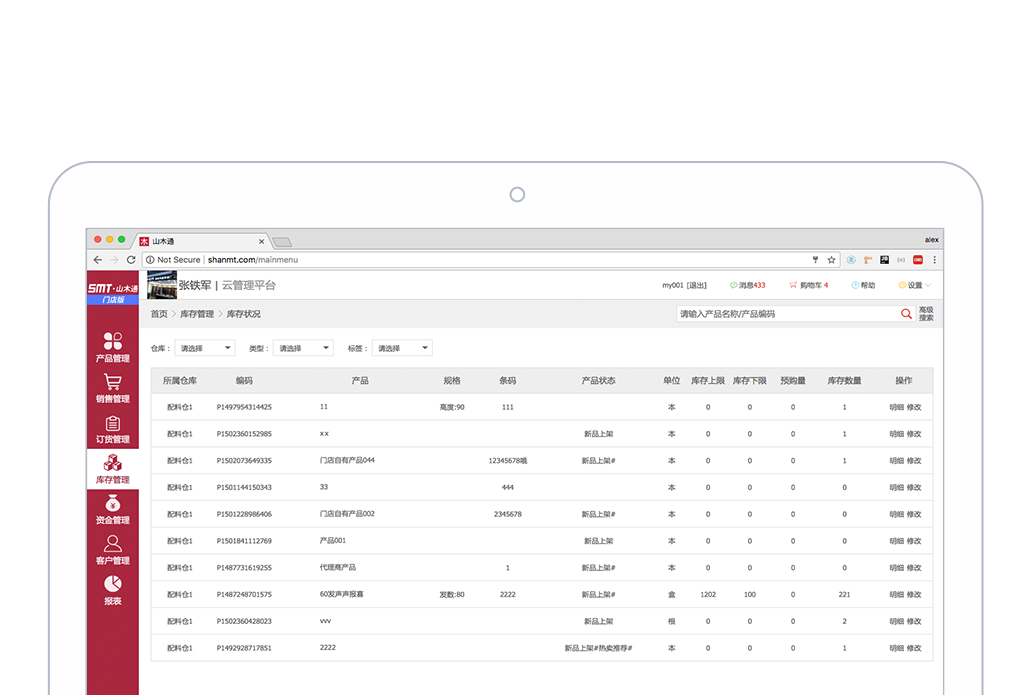 山木通
alex
Not Secure | shanmt.com/mainmenu
SMT·山木通
门店版
张铁军 | 云管理平台
my001 [退出] 消息433 购物车 4 帮助 设置
首页 > 库存管理 > 库存状况
请输入产品名称/产品编码
高级
搜索
仓库： 请选择 类型： 请选择 标签： 请选择
产品管理
销售管理
订货管理
库存管理
资金管理
客户管理
报表
所属仓库 编码 产品 规格 条码 产品状态 单位 库存上限 库存下限 预购量 库存数量 操作
配料仓1 P1497954314425 11 高度:90 111 本 0 0 0 1 明细 修改
配料仓1 P1502360152985 xx 新品上架 本 0 0 0 1 明细 修改
配料仓1 P1502073649335 门店自有产品044 12345678哦 新品上架# 本 0 0 0 1 明细 修改
配料仓1 P1501144150343 33 444 本 0 0 0 0 明细 修改
配料仓1 P1501228986406 门店自有产品002 2345678 新品上架# 本 0 0 0 0 明细 修改
配料仓1 P1501841112769 产品001 新品上架 本 0 0 0 0 明细 修改
配料仓1 P1487731619255 代理商产品 1 新品上架# 本 0 0 0 0 明细 修改
配料仓1 P1487248701575 60发声声报喜 发数:80 2222 新品上架# 盒 1202 100 0 221 明细 修改
配料仓1 P1502360428023 vvv 新品上架 根 0 0 0 2 明细 修改
配料仓1 P1492928717851 2222 新品上架#热卖推荐# 本 0 0 0 1 明细 修改